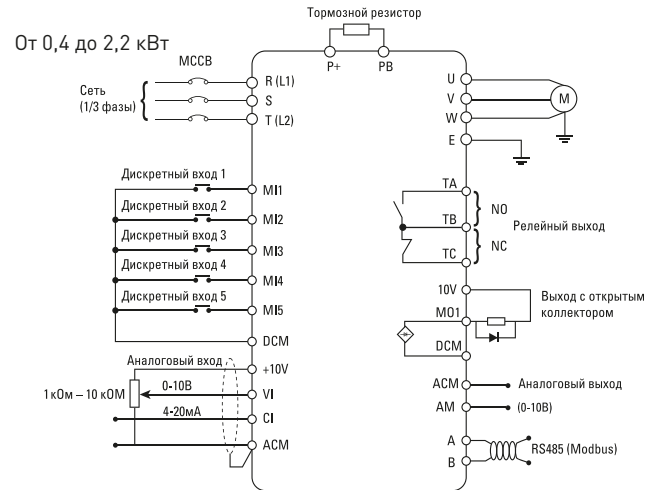 Тормозной резистор
От 0,4 до 2,2 кВт
P+
PB
MCCB
Сеть
(1/3 фазы)
R (L1)
S
T (L2)
U
V
W
E
M
Дискретный вход 1
MI1
Дискретный вход 2
MI2
Дискретный вход 3
MI3
Дискретный вход 4
MI4
Дискретный вход 5
MI5
DCM
TA
TB
TC
NO
NC
Релейный выход
10V
MO1
DCM
Выход с открытым
коллектором
Аналоговый вход
+10V
1 кОм – 10 кОМ
0-10В
VI
4-20мА
CI
ACM
ACM
Аналоговый выход
AM
(0-10В)
A
B
RS485 (Modbus)